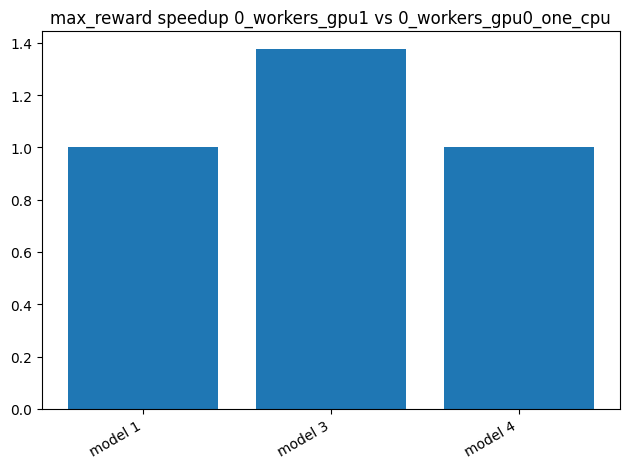 max_reward speedup 0_workers_gpu1 vs 0_workers_gpu0_one_cpu
1.4
1.2
1.0
0.8
0.6
0.4
0.2
0.0
model 1
model 3
model 4